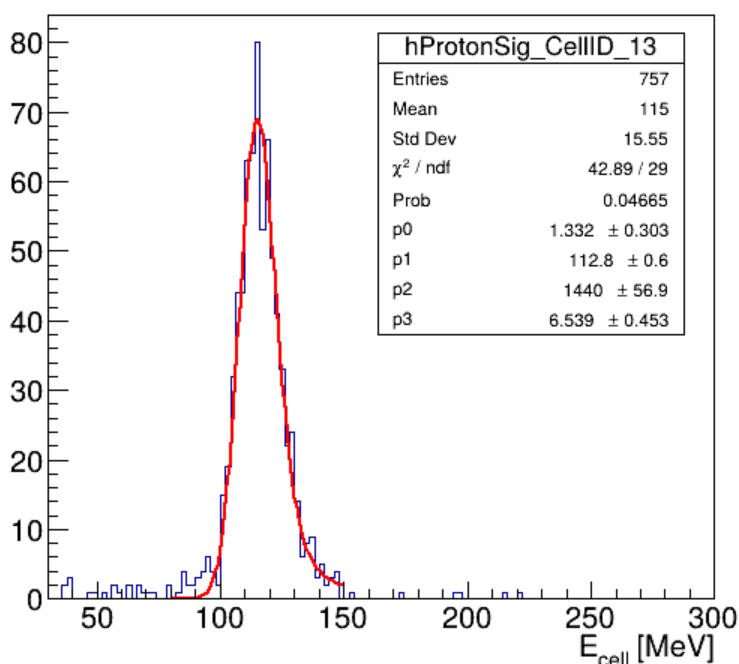 hProtonSig_CellID_13
Entries 757
Mean 115
Std Dev 15.55
χ² / ndf 42.89 / 29
Prob 0.04665
p0 1.332 ± 0.303
p1 112.8 ± 0.6
p2 1440 ± 56.9
p3 6.539 ± 0.453
80
70
60
50
40
30
20
10
0
50 100 150 200 250 300
E_cell [MeV]